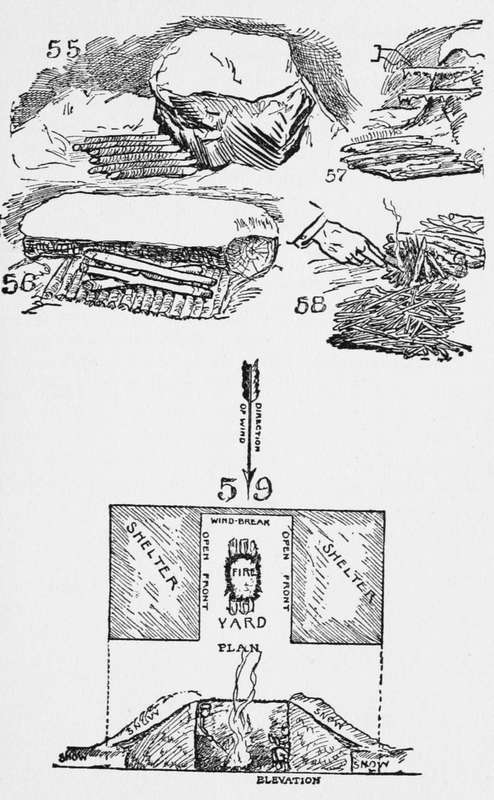 55
57
56
58
DIRECTION
OF WIND
59
WIND-BREAK
SHELTER
OPEN FRONT
FIRE
OPEN FRONT
SHELTER
YARD
PLAN
SNOW
SNOW
SNOW
SNOW
ELEVATION